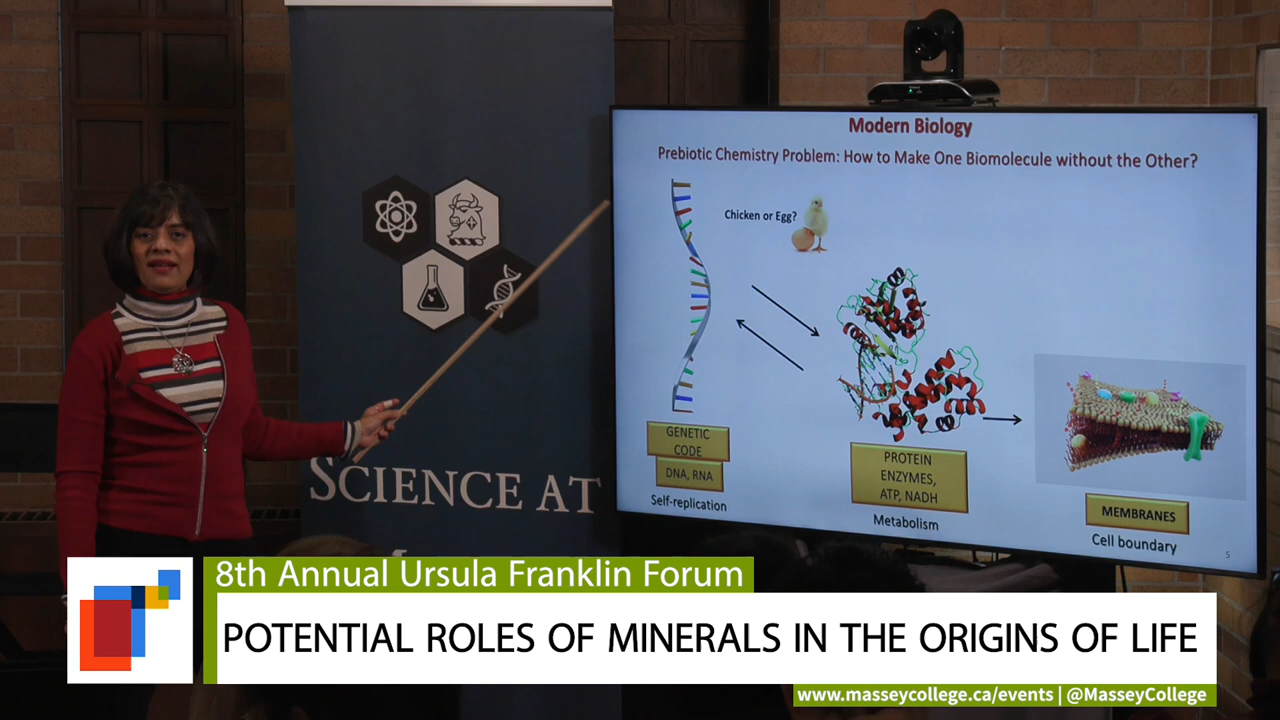 Modern Biology
Prebiotic Chemistry Problem: How to Make One Biomolecule without the Other?
Chicken or Egg?
GENETIC
CODE
DNA, RNA
Self-replication
PROTEIN
ENZYMES,
ATP, NADH
Metabolism
MEMBRANES
Cell boundary
5
SCIENCE AT
8th Annual Ursula Franklin Forum
POTENTIAL ROLES OF MINERALS IN THE ORIGINS OF LIFE
www.masseycollege.ca/events | @MasseyCollege